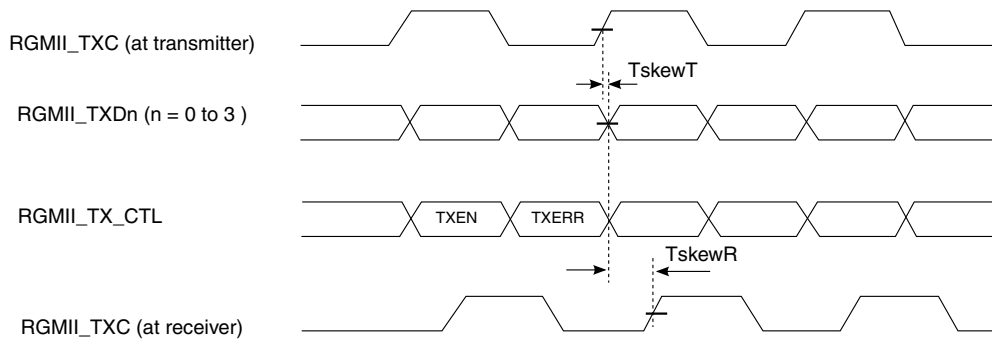 RGMII_TXC (at transmitter)
TskewT
RGMII_TXDn (n = 0 to 3 )
RGMII_TX_CTL
TXEN
TXERR
TskewR
RGMII_TXC (at receiver)